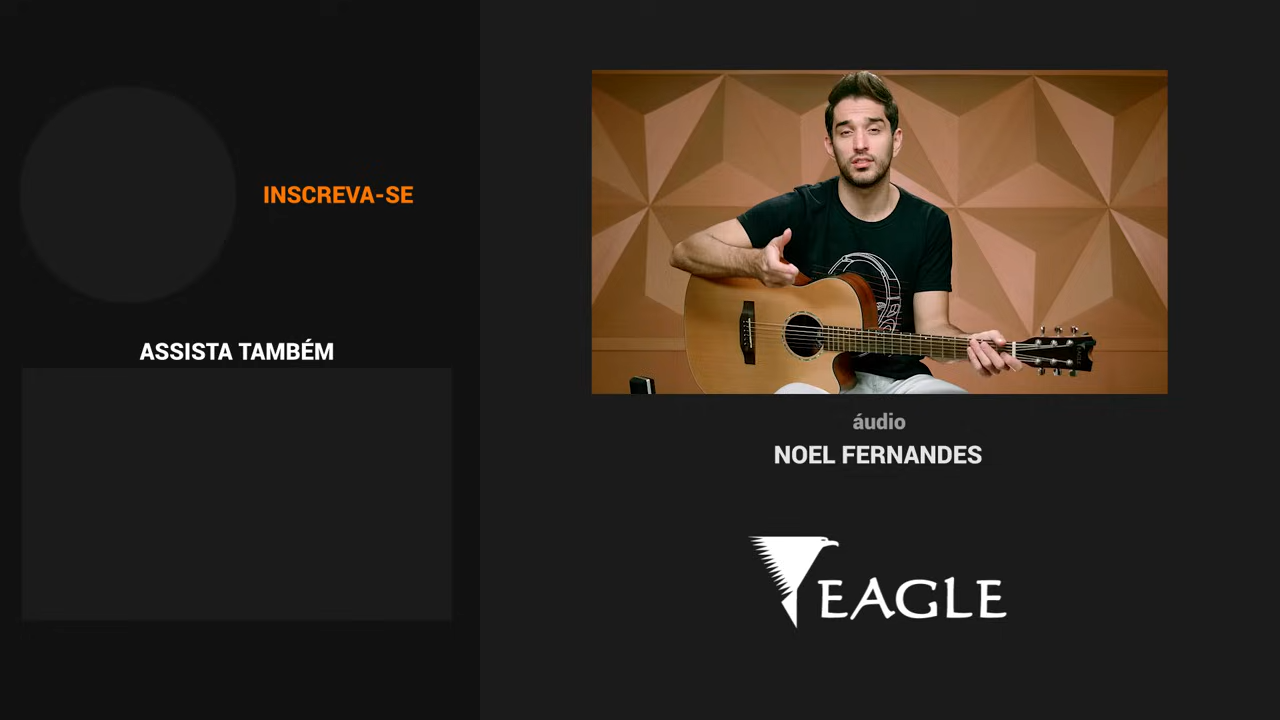 INSCREVA-SE
ASSISTA TAMBÉM
áudio
NOEL FERNANDES
EAGLE